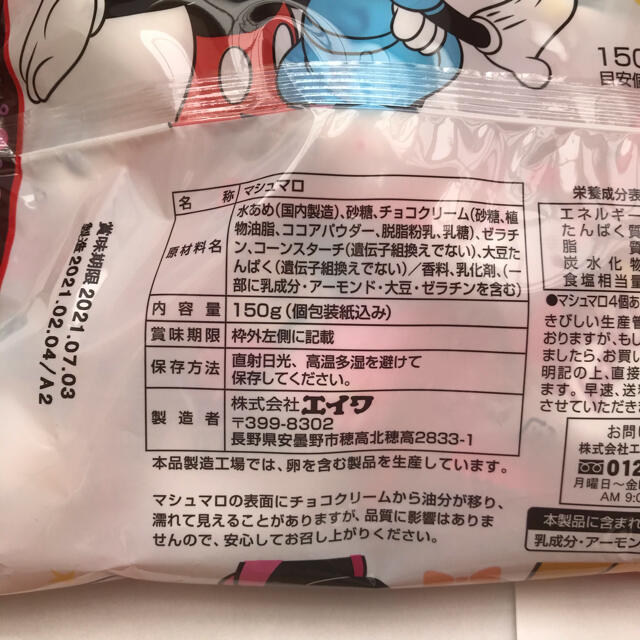 150
目安個
賞味期限 2021.07.03
製造 2021.02.04/A2
名 称 マシュマロ
原材料名 水あめ(国内製造)、砂糖、チョコクリーム(砂糖、植
物油脂、ココアパウダー、脱脂粉乳、乳糖)、ゼラチ
ン、コーンスターチ(遺伝子組換えでない)、大豆たん
ぱく(遺伝子組換えでない)/香料、乳化剤、(一
部に乳成分・アーモンド・大豆・ゼラチンを含む)
内 容 量 150g(個包装紙込み)
賞味期限 枠外左側に記載
保存方法 直射日光、高温多湿を避けて
保存してください。
製 造 者 株式会社エイワ
〒399-8302
長野県安曇野市穂高北穂高2833-1
本品製造工場では、卵を含む製品を生産しています。
マシュマロの表面にチョコクリームから油分が移り、
濡れて見えることがありますが、品質に影響はありま
せんので、安心してお召し上がりください。
栄養成分表
エネルギー
たんぱく質
脂 質
炭水化物
食塩相当量
●マシュマロ4個あ
きびしい生産管
おりますが、もし
ましたら、お買い
明記の上、直接
ます。早速、送料
させていただきま
お問い
株式会社エ
012
月曜日〜金
AM 9:0
本製品に含まれ
乳成分・アーモン